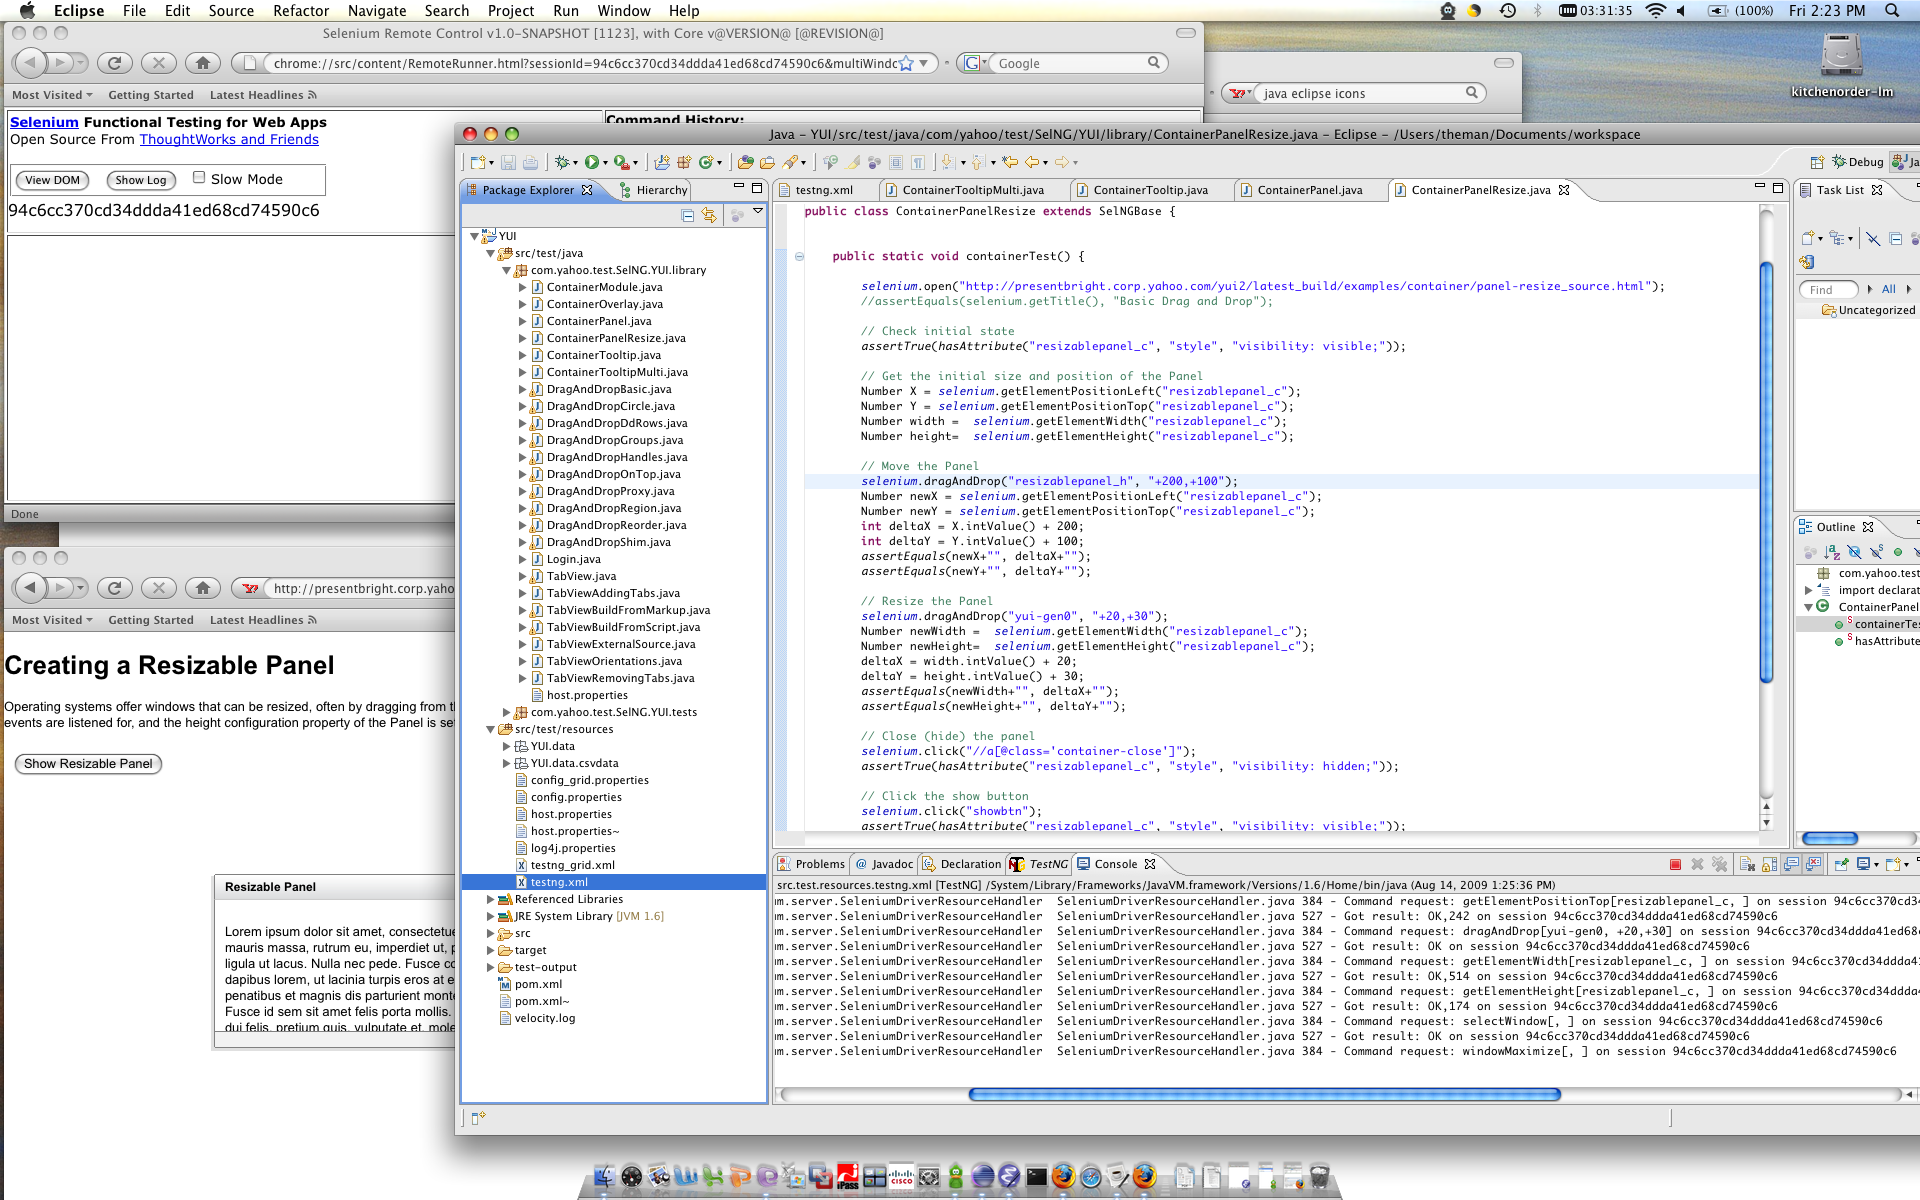 Eclipse File Edit Source Refactor Navigate Search Project Run Window Help
03:31:35 (100%) Fri 2:23 PM
Selenium Remote Control v1.0-SNAPSHOT [1123], with Core v@VERSION@ [@REVISION@]
chrome://src/content/RemoteRunner.html?sessionId=94c6cc370cd34ddda41ed68cd74590c6&multiWindc
Google
Most Visited Getting Started Latest Headlines
java eclipse icons
kitchenorder-lm
Selenium Functional Testing for Web Apps
Open Source From ThoughtWorks and Friends
Command History:
View DOM Show Log Slow Mode
94c6cc370cd34ddda41ed68cd74590c6
Done
http://presentbright.corp.yaho
Most Visited Getting Started Latest Headlines
Creating a Resizable Panel
Operating systems offer windows that can be resized, often by dragging from t
events are listened for, and the height configuration property of the Panel is se
Show Resizable Panel
Resizable Panel
Lorem ipsum dolor sit amet, consectetue
mauris massa, rutrum eu, imperdiet ut, p
ligula ut lacus. Nulla nec pede. Fusce co
dapibus lorem, ut lacinia turpis eros at e
penatibus et magnis dis parturient monte
Fusce id sem sit amet felis porta mollis.
dui felis, pretium quis, vulputate et, mole
Java - YUI/src/test/java/com/yahoo/test/SelNG/YUI/library/ContainerPanelResize.java - Eclipse - /Users/theman/Documents/workspace
Debug Ja
Package Explorer Hierarchy
YUI
src/test/java
com.yahoo.test.SelNG.YUI.library
ContainerModule.java
ContainerOverlay.java
ContainerPanel.java
ContainerPanelResize.java
ContainerTooltip.java
ContainerTooltipMulti.java
DragAndDropBasic.java
DragAndDropCircle.java
DragAndDropDdRows.java
DragAndDropGroups.java
DragAndDropHandles.java
DragAndDropOnTop.java
DragAndDropProxy.java
DragAndDropRegion.java
DragAndDropReorder.java
DragAndDropShim.java
Login.java
TabView.java
TabViewAddingTabs.java
TabViewBuildFromMarkup.java
TabViewBuildFromScript.java
TabViewExternalSource.java
TabViewOrientations.java
TabViewRemovingTabs.java
host.properties
com.yahoo.test.SelNG.YUI.tests
src/test/resources
YUI.data
YUI.data.csvdata
config_grid.properties
config.properties
host.properties
host.properties~
log4j.properties
testng_grid.xml
testng.xml
Referenced Libraries
JRE System Library [JVM 1.6]
src
target
test-output
pom.xml
pom.xml~
velocity.log
testng.xml ContainerTooltipMulti.java ContainerTooltip.java ContainerPanel.java ContainerPanelResize.java
public class ContainerPanelResize extends SelNGBase {
public static void containerTest() {
selenium.open("http://presentbright.corp.yahoo.com/yui2/latest_build/examples/container/panel-resize_source.html");
//assertEquals(selenium.getTitle(), "Basic Drag and Drop");
// Check initial state
assertTrue(hasAttribute("resizablepanel_c", "style", "visibility: visible;"));
// Get the initial size and position of the Panel
Number X = selenium.getElementPositionLeft("resizablepanel_c");
Number Y = selenium.getElementPositionTop("resizablepanel_c");
Number width =  selenium.getElementWidth("resizablepanel_c");
Number height=  selenium.getElementHeight("resizablepanel_c");
// Move the Panel
selenium.dragAndDrop("resizablepanel_h", "+200,+100");
Number newX = selenium.getElementPositionLeft("resizablepanel_c");
Number newY = selenium.getElementPositionTop("resizablepanel_c");
int deltaX = X.intValue() + 200;
int deltaY = Y.intValue() + 100;
assertEquals(newX+"", deltaX+"");
assertEquals(newY+"", deltaY+"");
// Resize the Panel
selenium.dragAndDrop("yui-gen0", "+20,+30");
Number newWidth =  selenium.getElementWidth("resizablepanel_c");
Number newHeight=  selenium.getElementHeight("resizablepanel_c");
deltaX = width.intValue() + 20;
deltaY = height.intValue() + 30;
assertEquals(newWidth+"", deltaX+"");
assertEquals(newHeight+"", deltaY+"");
// Close (hide) the panel
selenium.click("//a[@class='container-close']");
assertTrue(hasAttribute("resizablepanel_c", "style", "visibility: hidden;"));
// Click the show button
selenium.click("showbtn");
assertTrue(hasAttribute("resizablepanel_c", "style", "visibility: visible;"));
Task List
Find All
Uncategorized
Outline
com.yahoo.test
import declarat
ContainerPanel
containerTes
hasAttribute
Problems Javadoc Declaration TestNG Console
src.test.resources.testng.xml [TestNG] /System/Library/Frameworks/JavaVM.framework/Versions/1.6/Home/bin/java (Aug 14, 2009 1:25:36 PM)
m.server.SeleniumDriverResourceHandler  SeleniumDriverResourceHandler.java 384 - Command request: getElementPositionTop[resizablepanel_c, ] on session 94c6cc370cd3
m.server.SeleniumDriverResourceHandler  SeleniumDriverResourceHandler.java 527 - Got result: OK,242 on session 94c6cc370cd34ddda41ed68cd74590c6
m.server.SeleniumDriverResourceHandler  SeleniumDriverResourceHandler.java 384 - Command request: dragAndDrop[yui-gen0, +20,+30] on session 94c6cc370cd34ddda41ed68
m.server.SeleniumDriverResourceHandler  SeleniumDriverResourceHandler.java 527 - Got result: OK on session 94c6cc370cd34ddda41ed68cd74590c6
m.server.SeleniumDriverResourceHandler  SeleniumDriverResourceHandler.java 384 - Command request: getElementWidth[resizablepanel_c, ] on session 94c6cc370cd34ddda4
m.server.SeleniumDriverResourceHandler  SeleniumDriverResourceHandler.java 527 - Got result: OK,514 on session 94c6cc370cd34ddda41ed68cd74590c6
m.server.SeleniumDriverResourceHandler  SeleniumDriverResourceHandler.java 384 - Command request: getElementHeight[resizablepanel_c, ] on session 94c6cc370cd34ddda
m.server.SeleniumDriverResourceHandler  SeleniumDriverResourceHandler.java 527 - Got result: OK,174 on session 94c6cc370cd34ddda41ed68cd74590c6
m.server.SeleniumDriverResourceHandler  SeleniumDriverResourceHandler.java 384 - Command request: selectWindow[, ] on session 94c6cc370cd34ddda41ed68cd74590c6
m.server.SeleniumDriverResourceHandler  SeleniumDriverResourceHandler.java 527 - Got result: OK on session 94c6cc370cd34ddda41ed68cd74590c6
m.server.SeleniumDriverResourceHandler  SeleniumDriverResourceHandler.java 384 - Command request: windowMaximize[, ] on session 94c6cc370cd34ddda41ed68cd74590c6
iPass
CISCO